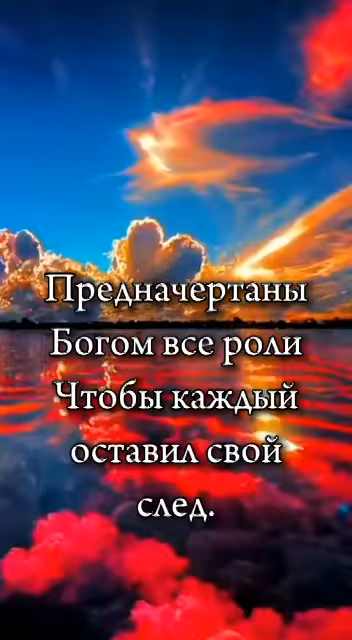 Предначертаны
Богом все роли
Чтобы каждый
оставил свой
след.